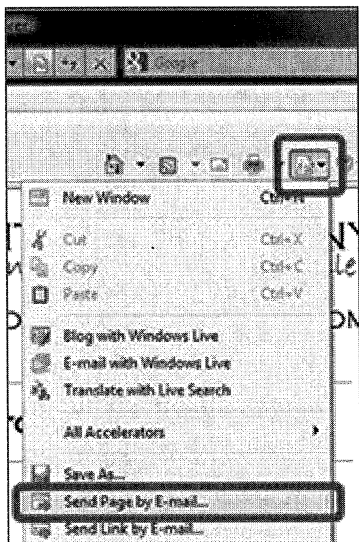 Google
New Window Ctrl+N
Cut Ctrl+X
Copy Ctrl+C
Paste Ctrl+V
Blog with Windows Live
E-mail with Windows Live
Translate with Live Search
All Accelerators
Save As...
Send Page by E-mail...
Send Link by E-mail...